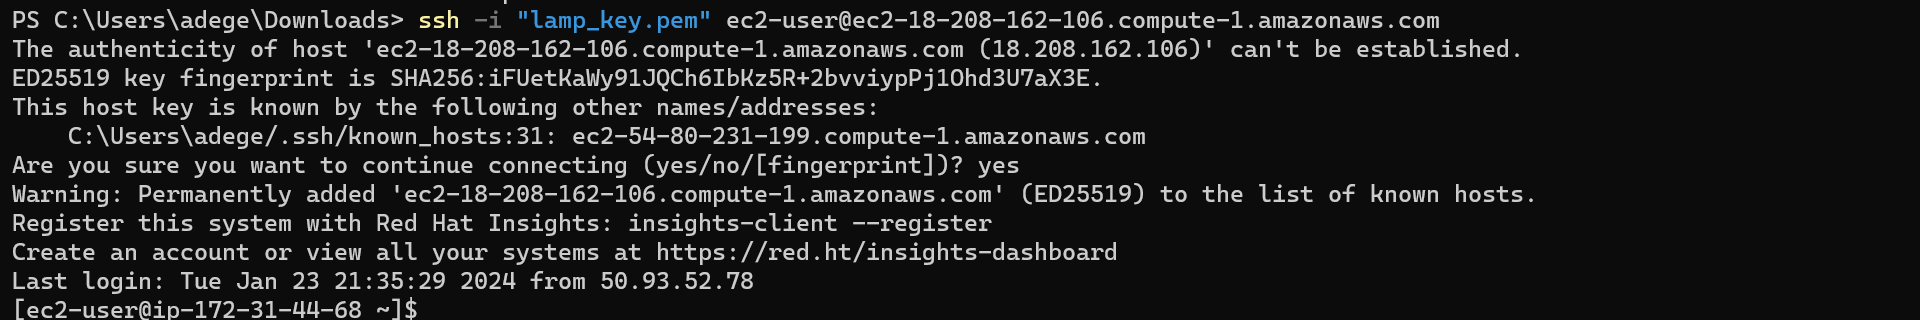 PS C:\Users\adege\Downloads> ssh -i "lamp_key.pem" ec2-user@ec2-18-208-162-106.compute-1.amazonaws.com
The authenticity of host 'ec2-18-208-162-106.compute-1.amazonaws.com (18.208.162.106)' can't be established.
ED25519 key fingerprint is SHA256:iFUetKaWy91JQCh6IbKz5R+2bvviypPj1Ohd3U7aX3E.
This host key is known by the following other names/addresses:
    C:\Users\adege/.ssh/known_hosts:31: ec2-54-80-231-199.compute-1.amazonaws.com
Are you sure you want to continue connecting (yes/no/[fingerprint])? yes
Warning: Permanently added 'ec2-18-208-162-106.compute-1.amazonaws.com' (ED25519) to the list of known hosts.
Register this system with Red Hat Insights: insights-client --register
Create an account or view all your systems at https://red.ht/insights-dashboard
Last login: Tue Jan 23 21:35:29 2024 from 50.93.52.78
[ec2-user@ip-172-31-44-68 ~]$